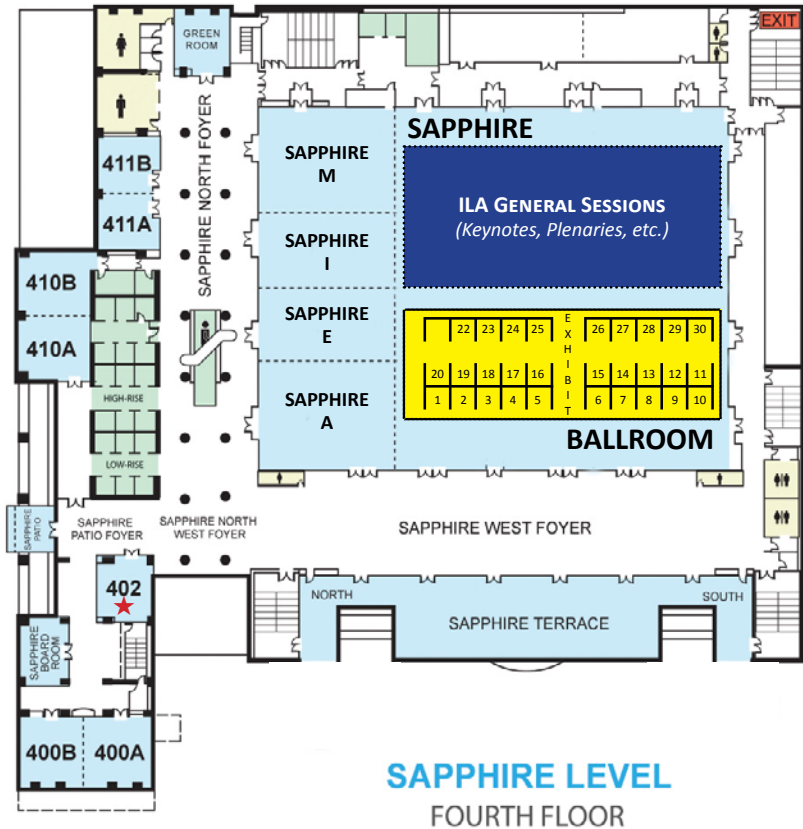 EXIT
GREEN
ROOM
SAPPHIRE NORTH FOYER
411B
411A
410B
410A
HIGH-RISE
LOW-RISE
SAPPHIRE
M
SAPPHIRE
I
SAPPHIRE
E
SAPPHIRE
A
SAPPHIRE
ILA GENERAL SESSIONS
(Keynotes, Plenaries, etc.)
EXHIBIT
22 23 24 25 26 27 28 29 30
20 19 18 17 16 15 14 13 12 11
1 2 3 4 5 6 7 8 9 10
BALLROOM
SAPPHIRE
PATIO
SAPPHIRE
PATIO FOYER
SAPPHIRE NORTH
WEST FOYER
SAPPHIRE WEST FOYER
402
NORTH
SOUTH
SAPPHIRE TERRACE
SAPPHIRE
BOARD
ROOM
400B
400A
SAPPHIRE LEVEL
FOURTH FLOOR